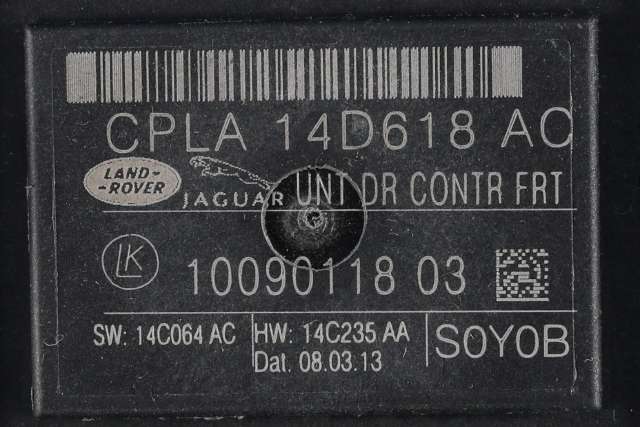 CPLA 14D618 AC
LAND-
-ROVER
JAGUAR UNT DR CONTR FRT
LK 10090118 03
SW: 14C064 AC HW: 14C235 AA
Dat. 08.03.13
SOYOB